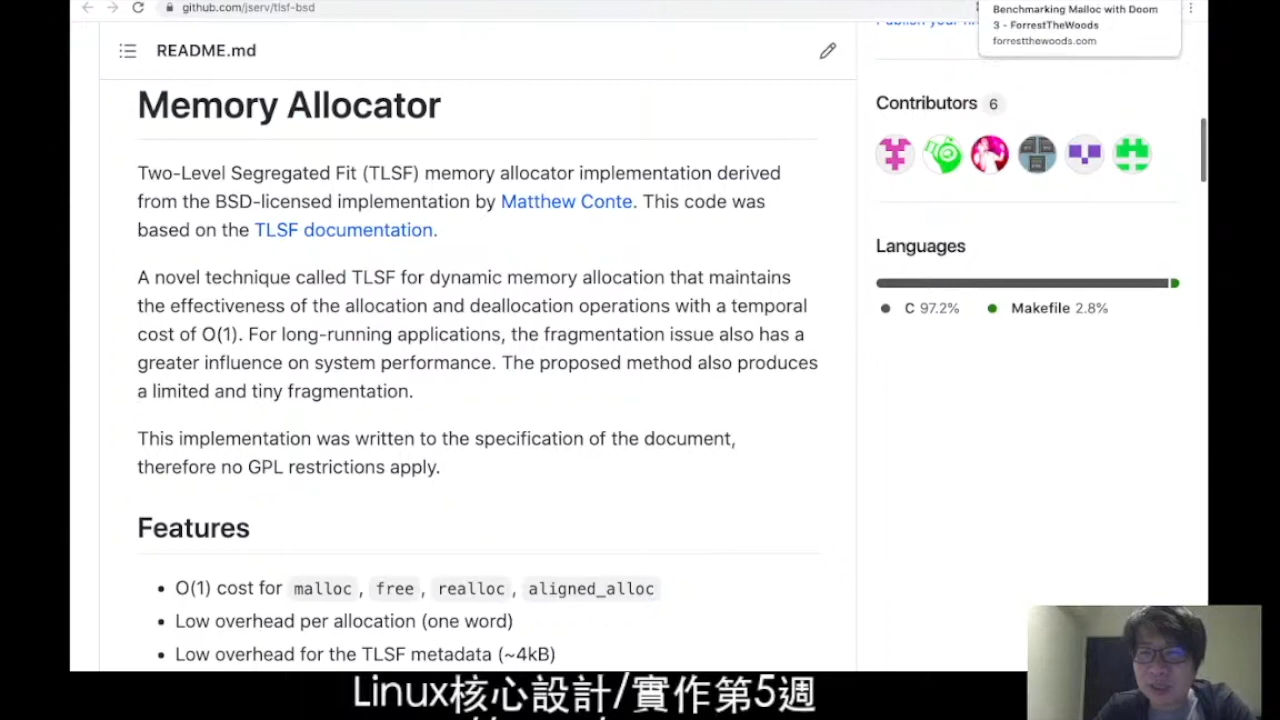 github.com/jserv/tlsf-bsd
Benchmarking Malloc with Doom
3 - ForrestTheWoods
forrestthewoods.com
README.md
Memory Allocator
Two-Level Segregated Fit (TLSF) memory allocator implementation derived
from the BSD-licensed implementation by Matthew Conte. This code was
based on the TLSF documentation.
A novel technique called TLSF for dynamic memory allocation that maintains
the effectiveness of the allocation and deallocation operations with a temporal
cost of O(1). For long-running applications, the fragmentation issue also has a
greater influence on system performance. The proposed method also produces
a limited and tiny fragmentation.
This implementation was written to the specification of the document,
therefore no GPL restrictions apply.
Features
• O(1) cost for malloc, free, realloc, aligned_alloc
• Low overhead per allocation (one word)
• Low overhead for the TLSF metadata (~4kB)
Contributors 6
Languages
C 97.2% Makefile 2.8%
Linux核心設計/實作第5週